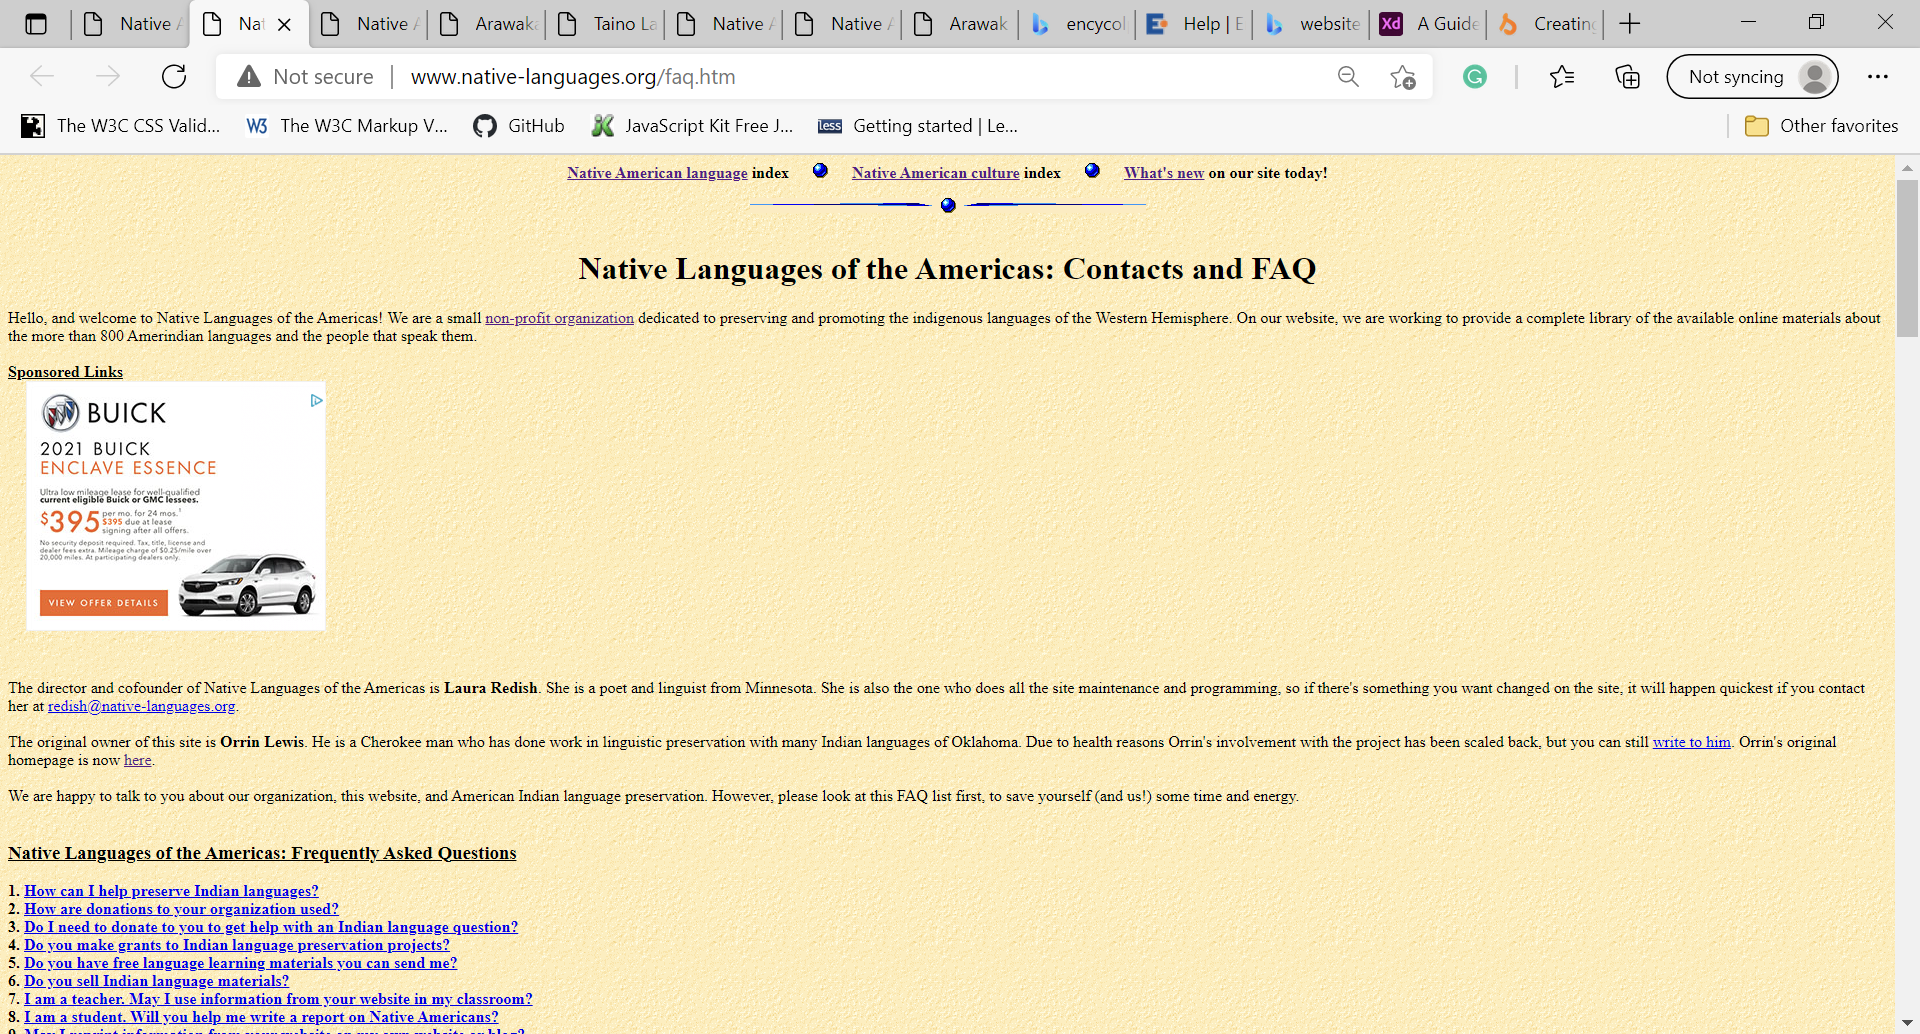 Native A
Nat
Native A
Arawaka
Taino La
Native A
Native A
Arawak
encycol
Help | E
website
Xd A Guide
Creating
Not secure | www.native-languages.org/faq.htm
G
Not syncing
The W3C CSS Valid...
W3 The W3C Markup V...
GitHub
JavaScript Kit Free J...
less Getting started | Le...
Other favorites
Native American language index
Native American culture index
What's new on our site today!
Native Languages of the Americas: Contacts and FAQ
Hello, and welcome to Native Languages of the Americas! We are a small non-profit organization dedicated to preserving and promoting the indigenous languages of the Western Hemisphere. On our website, we are working to provide a complete library of the available online materials about
the more than 800 Amerindian languages and the people that speak them.
Sponsored Links
BUICK
2021 BUICK
ENCLAVE ESSENCE
Ultra low mileage lease for well-qualified
current eligible Buick or GMC lessees.
$395 per mo. for 24 mos.¹
$395 due at lease
signing after all offers.
No security deposit required. Tax, title, license and
dealer fees extra. Mileage charge of $0.25/mile over
20,000 miles. At participating dealers only.
VIEW OFFER DETAILS
The director and cofounder of Native Languages of the Americas is Laura Redish. She is a poet and linguist from Minnesota. She is also the one who does all the site maintenance and programming, so if there's something you want changed on the site, it will happen quickest if you contact
her at redish@native-languages.org.
The original owner of this site is Orrin Lewis. He is a Cherokee man who has done work in linguistic preservation with many Indian languages of Oklahoma. Due to health reasons Orrin's involvement with the project has been scaled back, but you can still write to him. Orrin's original
homepage is now here.
We are happy to talk to you about our organization, this website, and American Indian language preservation. However, please look at this FAQ list first, to save yourself (and us!) some time and energy.
Native Languages of the Americas: Frequently Asked Questions
1. How can I help preserve Indian languages?
2. How are donations to your organization used?
3. Do I need to donate to you to get help with an Indian language question?
4. Do you make grants to Indian language preservation projects?
5. Do you have free language learning materials you can send me?
6. Do you sell Indian language materials?
7. I am a teacher. May I use information from your website in my classroom?
8. I am a student. Will you help me write a report on Native Americans?
9. May I reprint information from your website on my own website or blog?